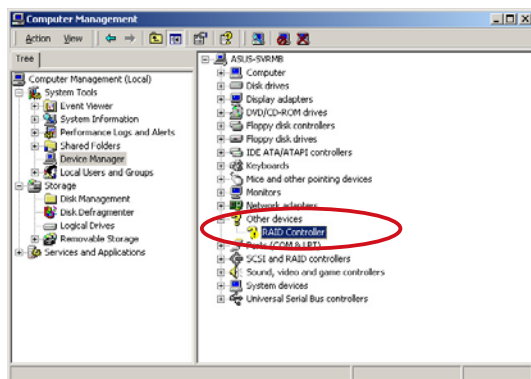 Computer Management
Action View
Tree
Computer Management (Local)
System Tools
Event Viewer
System Information
Performance Logs and Alerts
Shared Folders
Device Manager
Local Users and Groups
Storage
Disk Management
Disk Defragmenter
Logical Drives
Removable Storage
Services and Applications
ASUS-SVRMB
Computer
Disk drives
Display adapters
DVD/CD-ROM drives
Floppy disk controllers
Floppy disk drives
IDE ATA/ATAPI controllers
Keyboards
Mice and other pointing devices
Monitors
Network adapters
Other devices
RAID Controller
Ports (COM & LPT)
SCSI and RAID controllers
Sound, video and game controllers
System devices
Universal Serial Bus controllers